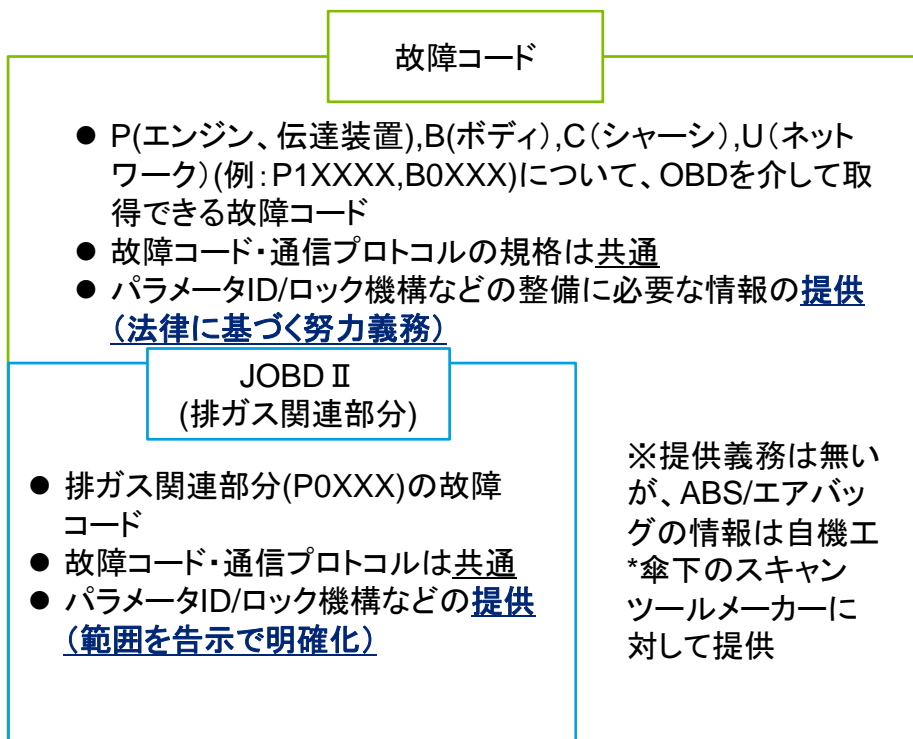 故障コード
● P(エンジン、伝達装置),B(ボディ),C(シャーシ),U(ネット
ワーク)(例:P1XXXX,B0XXX)について、OBDを介して取
得できる故障コード
● 故障コード・通信プロトコルの規格は共通
● パラメータID/ロック機構などの整備に必要な情報の提供
(法律に基づく努力義務)
JOBDⅡ
(排ガス関連部分)
● 排ガス関連部分(P0XXX)の故障
コード
● 故障コード・通信プロトコルは共通
● パラメータID/ロック機構などの提供
(範囲を告示で明確化)
※提供義務は無い
が、ABS/エアバッ
グの情報は自機工
*傘下のスキャン
ツールメーカーに
対して提供